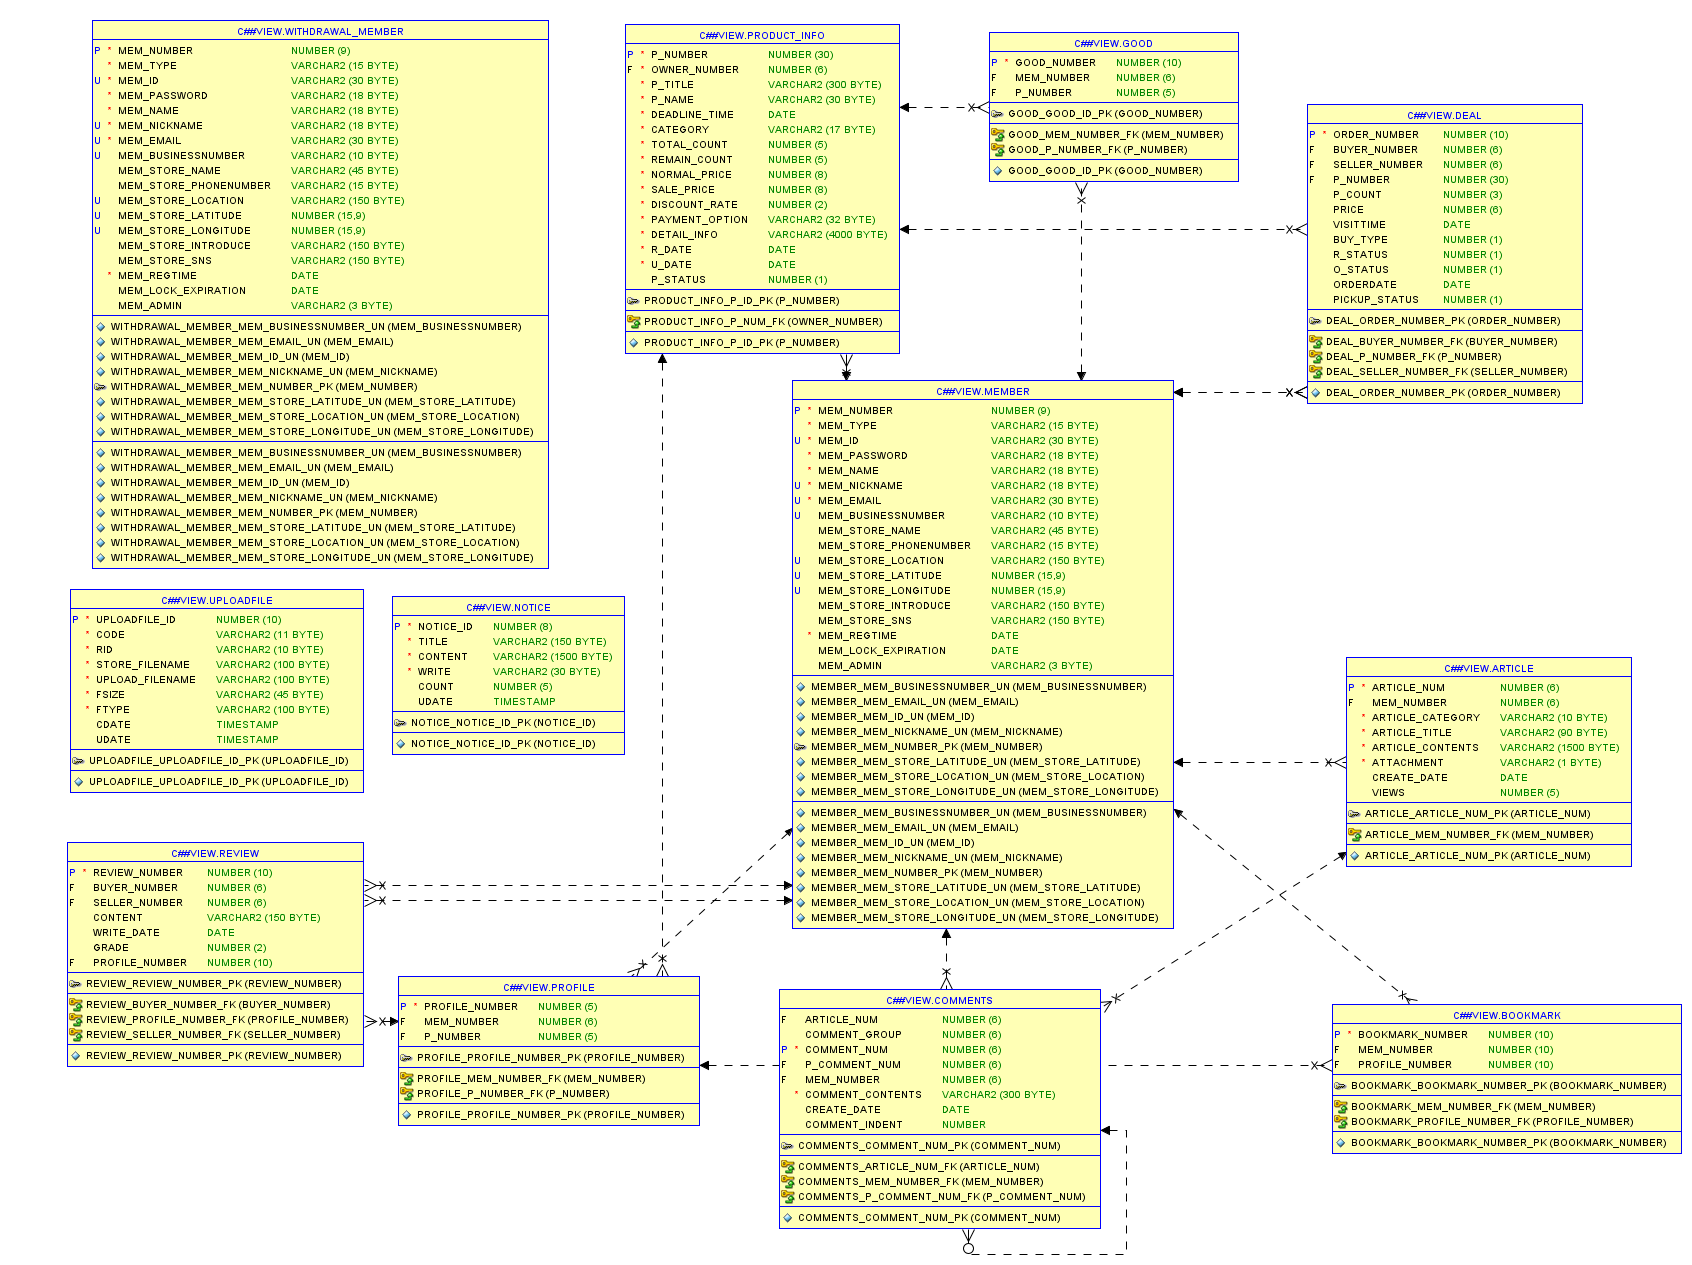 C##VIEW.WITHDRAWAL_MEMBER
P * MEM_NUMBER NUMBER (9)
* MEM_TYPE VARCHAR2 (15 BYTE)
U * MEM_ID VARCHAR2 (30 BYTE)
* MEM_PASSWORD VARCHAR2 (18 BYTE)
* MEM_NAME VARCHAR2 (18 BYTE)
U * MEM_NICKNAME VARCHAR2 (18 BYTE)
U * MEM_EMAIL VARCHAR2 (30 BYTE)
U MEM_BUSINESSNUMBER VARCHAR2 (10 BYTE)
MEM_STORE_NAME VARCHAR2 (45 BYTE)
MEM_STORE_PHONENUMBER VARCHAR2 (15 BYTE)
U MEM_STORE_LOCATION VARCHAR2 (150 BYTE)
U MEM_STORE_LATITUDE NUMBER (15,9)
U MEM_STORE_LONGITUDE NUMBER (15,9)
MEM_STORE_INTRODUCE VARCHAR2 (150 BYTE)
MEM_STORE_SNS VARCHAR2 (150 BYTE)
* MEM_REGTIME DATE
MEM_LOCK_EXPIRATION DATE
MEM_ADMIN VARCHAR2 (3 BYTE)
WITHDRAWAL_MEMBER_MEM_BUSINESSNUMBER_UN (MEM_BUSINESSNUMBER)
WITHDRAWAL_MEMBER_MEM_EMAIL_UN (MEM_EMAIL)
WITHDRAWAL_MEMBER_MEM_ID_UN (MEM_ID)
WITHDRAWAL_MEMBER_MEM_NICKNAME_UN (MEM_NICKNAME)
WITHDRAWAL_MEMBER_MEM_NUMBER_PK (MEM_NUMBER)
WITHDRAWAL_MEMBER_MEM_STORE_LATITUDE_UN (MEM_STORE_LATITUDE)
WITHDRAWAL_MEMBER_MEM_STORE_LOCATION_UN (MEM_STORE_LOCATION)
WITHDRAWAL_MEMBER_MEM_STORE_LONGITUDE_UN (MEM_STORE_LONGITUDE)
WITHDRAWAL_MEMBER_MEM_BUSINESSNUMBER_UN (MEM_BUSINESSNUMBER)
WITHDRAWAL_MEMBER_MEM_EMAIL_UN (MEM_EMAIL)
WITHDRAWAL_MEMBER_MEM_ID_UN (MEM_ID)
WITHDRAWAL_MEMBER_MEM_NICKNAME_UN (MEM_NICKNAME)
WITHDRAWAL_MEMBER_MEM_NUMBER_PK (MEM_NUMBER)
WITHDRAWAL_MEMBER_MEM_STORE_LATITUDE_UN (MEM_STORE_LATITUDE)
WITHDRAWAL_MEMBER_MEM_STORE_LOCATION_UN (MEM_STORE_LOCATION)
WITHDRAWAL_MEMBER_MEM_STORE_LONGITUDE_UN (MEM_STORE_LONGITUDE)
C##VIEW.PRODUCT_INFO
P * P_NUMBER NUMBER (30)
F * OWNER_NUMBER NUMBER (6)
* P_TITLE VARCHAR2 (300 BYTE)
* P_NAME VARCHAR2 (30 BYTE)
* DEADLINE_TIME DATE
* CATEGORY VARCHAR2 (17 BYTE)
* TOTAL_COUNT NUMBER (5)
* REMAIN_COUNT NUMBER (5)
* NORMAL_PRICE NUMBER (8)
* SALE_PRICE NUMBER (8)
* DISCOUNT_RATE NUMBER (2)
* PAYMENT_OPTION VARCHAR2 (32 BYTE)
* DETAIL_INFO VARCHAR2 (4000 BYTE)
* R_DATE DATE
* U_DATE DATE
P_STATUS NUMBER (1)
PRODUCT_INFO_P_ID_PK (P_NUMBER)
PRODUCT_INFO_P_NUM_FK (OWNER_NUMBER)
PRODUCT_INFO_P_ID_PK (P_NUMBER)
C##VIEW.GOOD
P * GOOD_NUMBER NUMBER (10)
F MEM_NUMBER NUMBER (6)
F P_NUMBER NUMBER (5)
GOOD_GOOD_ID_PK (GOOD_NUMBER)
GOOD_MEM_NUMBER_FK (MEM_NUMBER)
GOOD_P_NUMBER_FK (P_NUMBER)
GOOD_GOOD_ID_PK (GOOD_NUMBER)
C##VIEW.DEAL
P * ORDER_NUMBER NUMBER (10)
F BUYER_NUMBER NUMBER (6)
F SELLER_NUMBER NUMBER (6)
F P_NUMBER NUMBER (30)
P_COUNT NUMBER (3)
PRICE NUMBER (6)
VISITTIME DATE
BUY_TYPE NUMBER (1)
R_STATUS NUMBER (1)
O_STATUS NUMBER (1)
ORDERDATE DATE
PICKUP_STATUS NUMBER (1)
DEAL_ORDER_NUMBER_PK (ORDER_NUMBER)
DEAL_BUYER_NUMBER_FK (BUYER_NUMBER)
DEAL_P_NUMBER_FK (P_NUMBER)
DEAL_SELLER_NUMBER_FK (SELLER_NUMBER)
DEAL_ORDER_NUMBER_PK (ORDER_NUMBER)
C##VIEW.MEMBER
P * MEM_NUMBER NUMBER (9)
* MEM_TYPE VARCHAR2 (15 BYTE)
U * MEM_ID VARCHAR2 (30 BYTE)
* MEM_PASSWORD VARCHAR2 (18 BYTE)
* MEM_NAME VARCHAR2 (18 BYTE)
U * MEM_NICKNAME VARCHAR2 (18 BYTE)
U * MEM_EMAIL VARCHAR2 (30 BYTE)
U MEM_BUSINESSNUMBER VARCHAR2 (10 BYTE)
MEM_STORE_NAME VARCHAR2 (45 BYTE)
MEM_STORE_PHONENUMBER VARCHAR2 (15 BYTE)
U MEM_STORE_LOCATION VARCHAR2 (150 BYTE)
U MEM_STORE_LATITUDE NUMBER (15,9)
U MEM_STORE_LONGITUDE NUMBER (15,9)
MEM_STORE_INTRODUCE VARCHAR2 (150 BYTE)
MEM_STORE_SNS VARCHAR2 (150 BYTE)
* MEM_REGTIME DATE
MEM_LOCK_EXPIRATION DATE
MEM_ADMIN VARCHAR2 (3 BYTE)
MEMBER_MEM_BUSINESSNUMBER_UN (MEM_BUSINESSNUMBER)
MEMBER_MEM_EMAIL_UN (MEM_EMAIL)
MEMBER_MEM_ID_UN (MEM_ID)
MEMBER_MEM_NICKNAME_UN (MEM_NICKNAME)
MEMBER_MEM_NUMBER_PK (MEM_NUMBER)
MEMBER_MEM_STORE_LATITUDE_UN (MEM_STORE_LATITUDE)
MEMBER_MEM_STORE_LOCATION_UN (MEM_STORE_LOCATION)
MEMBER_MEM_STORE_LONGITUDE_UN (MEM_STORE_LONGITUDE)
MEMBER_MEM_BUSINESSNUMBER_UN (MEM_BUSINESSNUMBER)
MEMBER_MEM_EMAIL_UN (MEM_EMAIL)
MEMBER_MEM_ID_UN (MEM_ID)
MEMBER_MEM_NICKNAME_UN (MEM_NICKNAME)
MEMBER_MEM_NUMBER_PK (MEM_NUMBER)
MEMBER_MEM_STORE_LATITUDE_UN (MEM_STORE_LATITUDE)
MEMBER_MEM_STORE_LOCATION_UN (MEM_STORE_LOCATION)
MEMBER_MEM_STORE_LONGITUDE_UN (MEM_STORE_LONGITUDE)
C##VIEW.UPLOADFILE
P * UPLOADFILE_ID NUMBER (10)
* CODE VARCHAR2 (11 BYTE)
* RID VARCHAR2 (10 BYTE)
* STORE_FILENAME VARCHAR2 (100 BYTE)
* UPLOAD_FILENAME VARCHAR2 (100 BYTE)
* FSIZE VARCHAR2 (45 BYTE)
* FTYPE VARCHAR2 (100 BYTE)
CDATE TIMESTAMP
UDATE TIMESTAMP
UPLOADFILE_UPLOADFILE_ID_PK (UPLOADFILE_ID)
UPLOADFILE_UPLOADFILE_ID_PK (UPLOADFILE_ID)
C##VIEW.NOTICE
P * NOTICE_ID NUMBER (8)
* TITLE VARCHAR2 (150 BYTE)
* CONTENT VARCHAR2 (1500 BYTE)
* WRITE VARCHAR2 (30 BYTE)
COUNT NUMBER (5)
UDATE TIMESTAMP
NOTICE_NOTICE_ID_PK (NOTICE_ID)
NOTICE_NOTICE_ID_PK (NOTICE_ID)
C##VIEW.ARTICLE
P * ARTICLE_NUM NUMBER (6)
F MEM_NUMBER NUMBER (6)
* ARTICLE_CATEGORY VARCHAR2 (10 BYTE)
* ARTICLE_TITLE VARCHAR2 (90 BYTE)
* ARTICLE_CONTENTS VARCHAR2 (1500 BYTE)
* ATTACHMENT VARCHAR2 (1 BYTE)
CREATE_DATE DATE
VIEWS NUMBER (5)
ARTICLE_ARTICLE_NUM_PK (ARTICLE_NUM)
ARTICLE_MEM_NUMBER_FK (MEM_NUMBER)
ARTICLE_ARTICLE_NUM_PK (ARTICLE_NUM)
C##VIEW.REVIEW
P * REVIEW_NUMBER NUMBER (10)
F BUYER_NUMBER NUMBER (6)
F SELLER_NUMBER NUMBER (6)
CONTENT VARCHAR2 (150 BYTE)
WRITE_DATE DATE
GRADE NUMBER (2)
F PROFILE_NUMBER NUMBER (10)
REVIEW_REVIEW_NUMBER_PK (REVIEW_NUMBER)
REVIEW_BUYER_NUMBER_FK (BUYER_NUMBER)
REVIEW_PROFILE_NUMBER_FK (PROFILE_NUMBER)
REVIEW_SELLER_NUMBER_FK (SELLER_NUMBER)
REVIEW_REVIEW_NUMBER_PK (REVIEW_NUMBER)
C##VIEW.PROFILE
P * PROFILE_NUMBER NUMBER (5)
F MEM_NUMBER NUMBER (6)
F P_NUMBER NUMBER (5)
PROFILE_PROFILE_NUMBER_PK (PROFILE_NUMBER)
PROFILE_MEM_NUMBER_FK (MEM_NUMBER)
PROFILE_P_NUMBER_FK (P_NUMBER)
PROFILE_PROFILE_NUMBER_PK (PROFILE_NUMBER)
C##VIEW.COMMENTS
F ARTICLE_NUM NUMBER (6)
COMMENT_GROUP NUMBER (6)
P * COMMENT_NUM NUMBER (6)
F P_COMMENT_NUM NUMBER (6)
F MEM_NUMBER NUMBER (6)
* COMMENT_CONTENTS VARCHAR2 (300 BYTE)
CREATE_DATE DATE
COMMENT_INDENT NUMBER
COMMENTS_COMMENT_NUM_PK (COMMENT_NUM)
COMMENTS_ARTICLE_NUM_FK (ARTICLE_NUM)
COMMENTS_MEM_NUMBER_FK (MEM_NUMBER)
COMMENTS_P_COMMENT_NUM_FK (P_COMMENT_NUM)
COMMENTS_COMMENT_NUM_PK (COMMENT_NUM)
C##VIEW.BOOKMARK
P * BOOKMARK_NUMBER NUMBER (10)
F MEM_NUMBER NUMBER (10)
F PROFILE_NUMBER NUMBER (10)
BOOKMARK_BOOKMARK_NUMBER_PK (BOOKMARK_NUMBER)
BOOKMARK_MEM_NUMBER_FK (MEM_NUMBER)
BOOKMARK_PROFILE_NUMBER_FK (PROFILE_NUMBER)
BOOKMARK_BOOKMARK_NUMBER_PK (BOOKMARK_NUMBER)